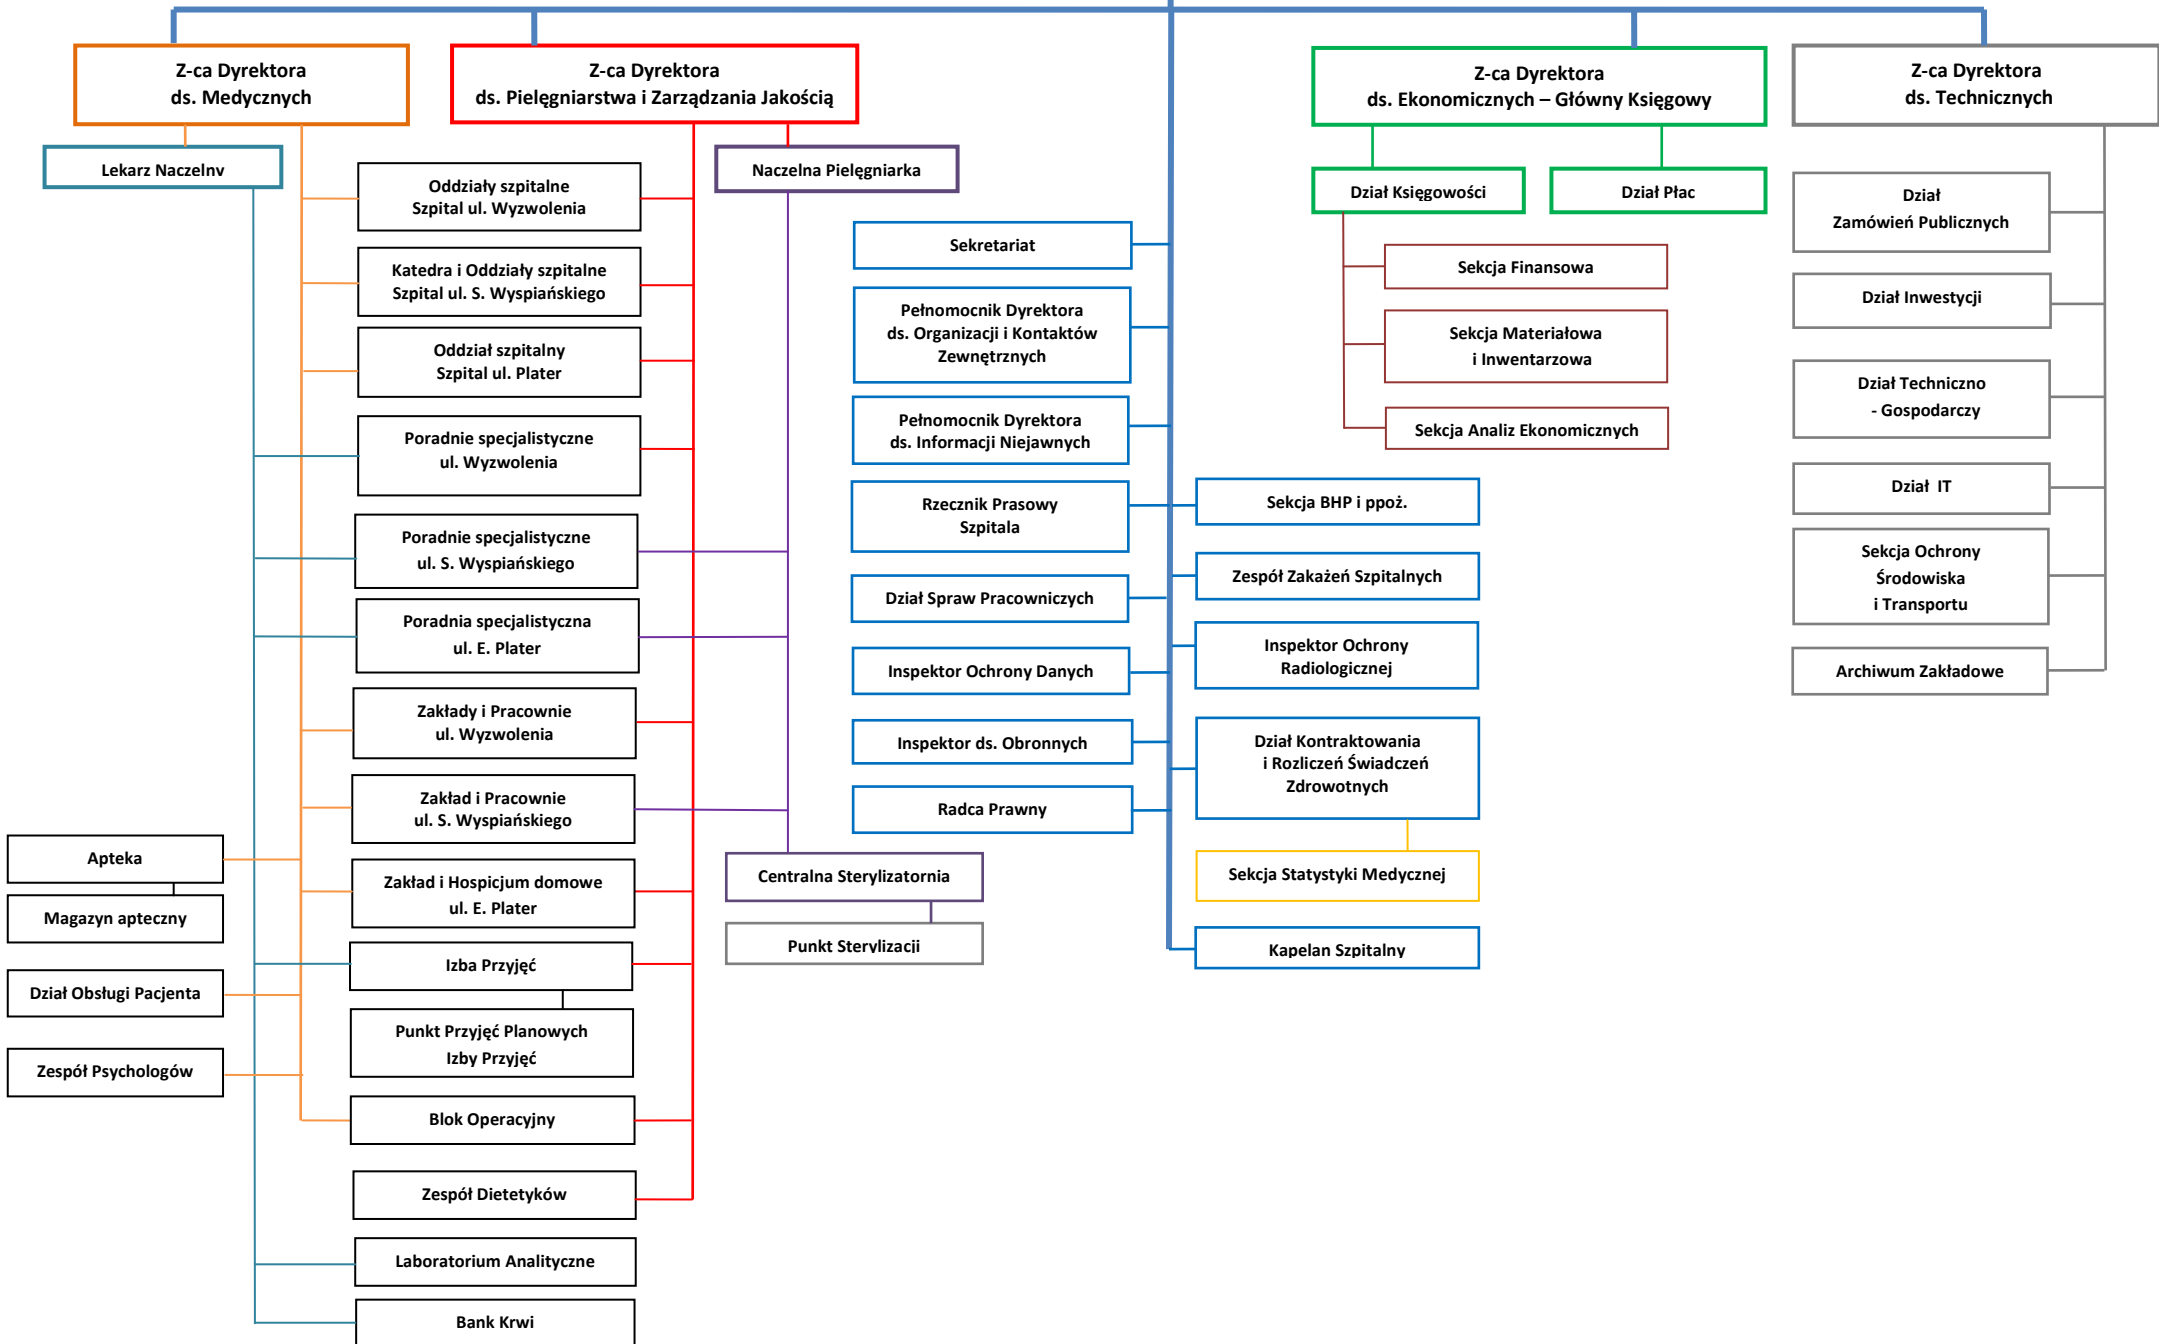 Z-ca Dyrektora
ds. Medycznych
Z-ca Dyrektora
ds. Pielęgniarstwa i Zarządzania Jakością
Z-ca Dyrektora
ds. Ekonomicznych – Główny Księgowy
Z-ca Dyrektora
ds. Technicznych
Lekarz Naczelny
Naczelna Pielęgniarka
Oddziały szpitalne
Szpital ul. Wyzwolenia
Katedra i Oddziały szpitalne
Szpital ul. S. Wyspiańskiego
Oddział szpitalny
Szpital ul. Plater
Poradnie specjalistyczne
ul. Wyzwolenia
Poradnie specjalistyczne
ul. S. Wyspiańskiego
Poradnia specjalistyczna
ul. E. Plater
Zakłady i Pracownie
ul. Wyzwolenia
Zakład i Pracownie
ul. S. Wyspiańskiego
Zakład i Hospicjum domowe
ul. E. Plater
Izba Przyjęć
Punkt Przyjęć Planowych
Izby Przyjęć
Blok Operacyjny
Zespół Dietetyków
Laboratorium Analityczne
Bank Krwi
Apteka
Magazyn apteczny
Dział Obsługi Pacjenta
Zespół Psychologów
Centralna Sterylizatornia
Punkt Sterylizacji
Sekretariat
Pełnomocnik Dyrektora
ds. Organizacji i Kontaktów
Zewnętrznych
Pełnomocnik Dyrektora
ds. Informacji Niejawnych
Rzecznik Prasowy
Szpitala
Dział Spraw Pracowniczych
Inspektor Ochrony Danych
Inspektor ds. Obronnych
Radca Prawny
Sekcja BHP i ppoż.
Zespół Zakażeń Szpitalnych
Inspektor Ochrony
Radiologicznej
Dział Kontraktowania
i Rozliczeń Świadczeń
Zdrowotnych
Sekcja Statystyki Medycznej
Kapelan Szpitalny
Dział Księgowości
Dział Płac
Sekcja Finansowa
Sekcja Materiałowa
i Inwentarzowa
Sekcja Analiz Ekonomicznych
Dział
Zamówień Publicznych
Dział Inwestycji
Dział Techniczno
- Gospodarczy
Dział IT
Sekcja Ochrony
Środowiska
i Transportu
Archiwum Zakładowe